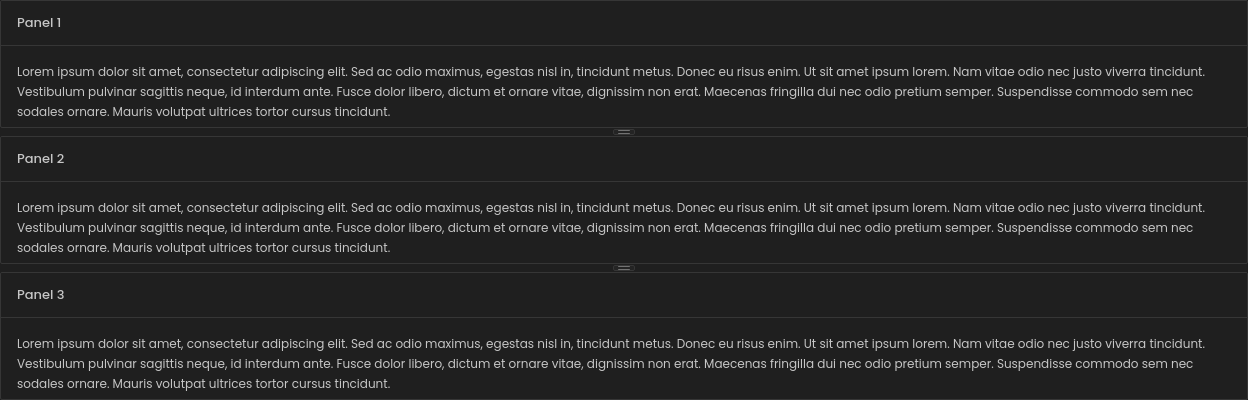 Panel 1
Lorem ipsum dolor sit amet, consectetur adipiscing elit. Sed ac odio maximus, egestas nisl in, tincidunt metus. Donec eu risus enim. Ut sit amet ipsum lorem. Nam vitae odio nec justo viverra tincidunt.
Vestibulum pulvinar sagittis neque, id interdum ante. Fusce dolor libero, dictum et ornare vitae, dignissim non erat. Maecenas fringilla dui nec odio pretium semper. Suspendisse commodo sem nec
sodales ornare. Mauris volutpat ultrices tortor cursus tincidunt.
Panel 2
Lorem ipsum dolor sit amet, consectetur adipiscing elit. Sed ac odio maximus, egestas nisl in, tincidunt metus. Donec eu risus enim. Ut sit amet ipsum lorem. Nam vitae odio nec justo viverra tincidunt.
Vestibulum pulvinar sagittis neque, id interdum ante. Fusce dolor libero, dictum et ornare vitae, dignissim non erat. Maecenas fringilla dui nec odio pretium semper. Suspendisse commodo sem nec
sodales ornare. Mauris volutpat ultrices tortor cursus tincidunt.
Panel 3
Lorem ipsum dolor sit amet, consectetur adipiscing elit. Sed ac odio maximus, egestas nisl in, tincidunt metus. Donec eu risus enim. Ut sit amet ipsum lorem. Nam vitae odio nec justo viverra tincidunt.
Vestibulum pulvinar sagittis neque, id interdum ante. Fusce dolor libero, dictum et ornare vitae, dignissim non erat. Maecenas fringilla dui nec odio pretium semper. Suspendisse commodo sem nec
sodales ornare. Mauris volutpat ultrices tortor cursus tincidunt.